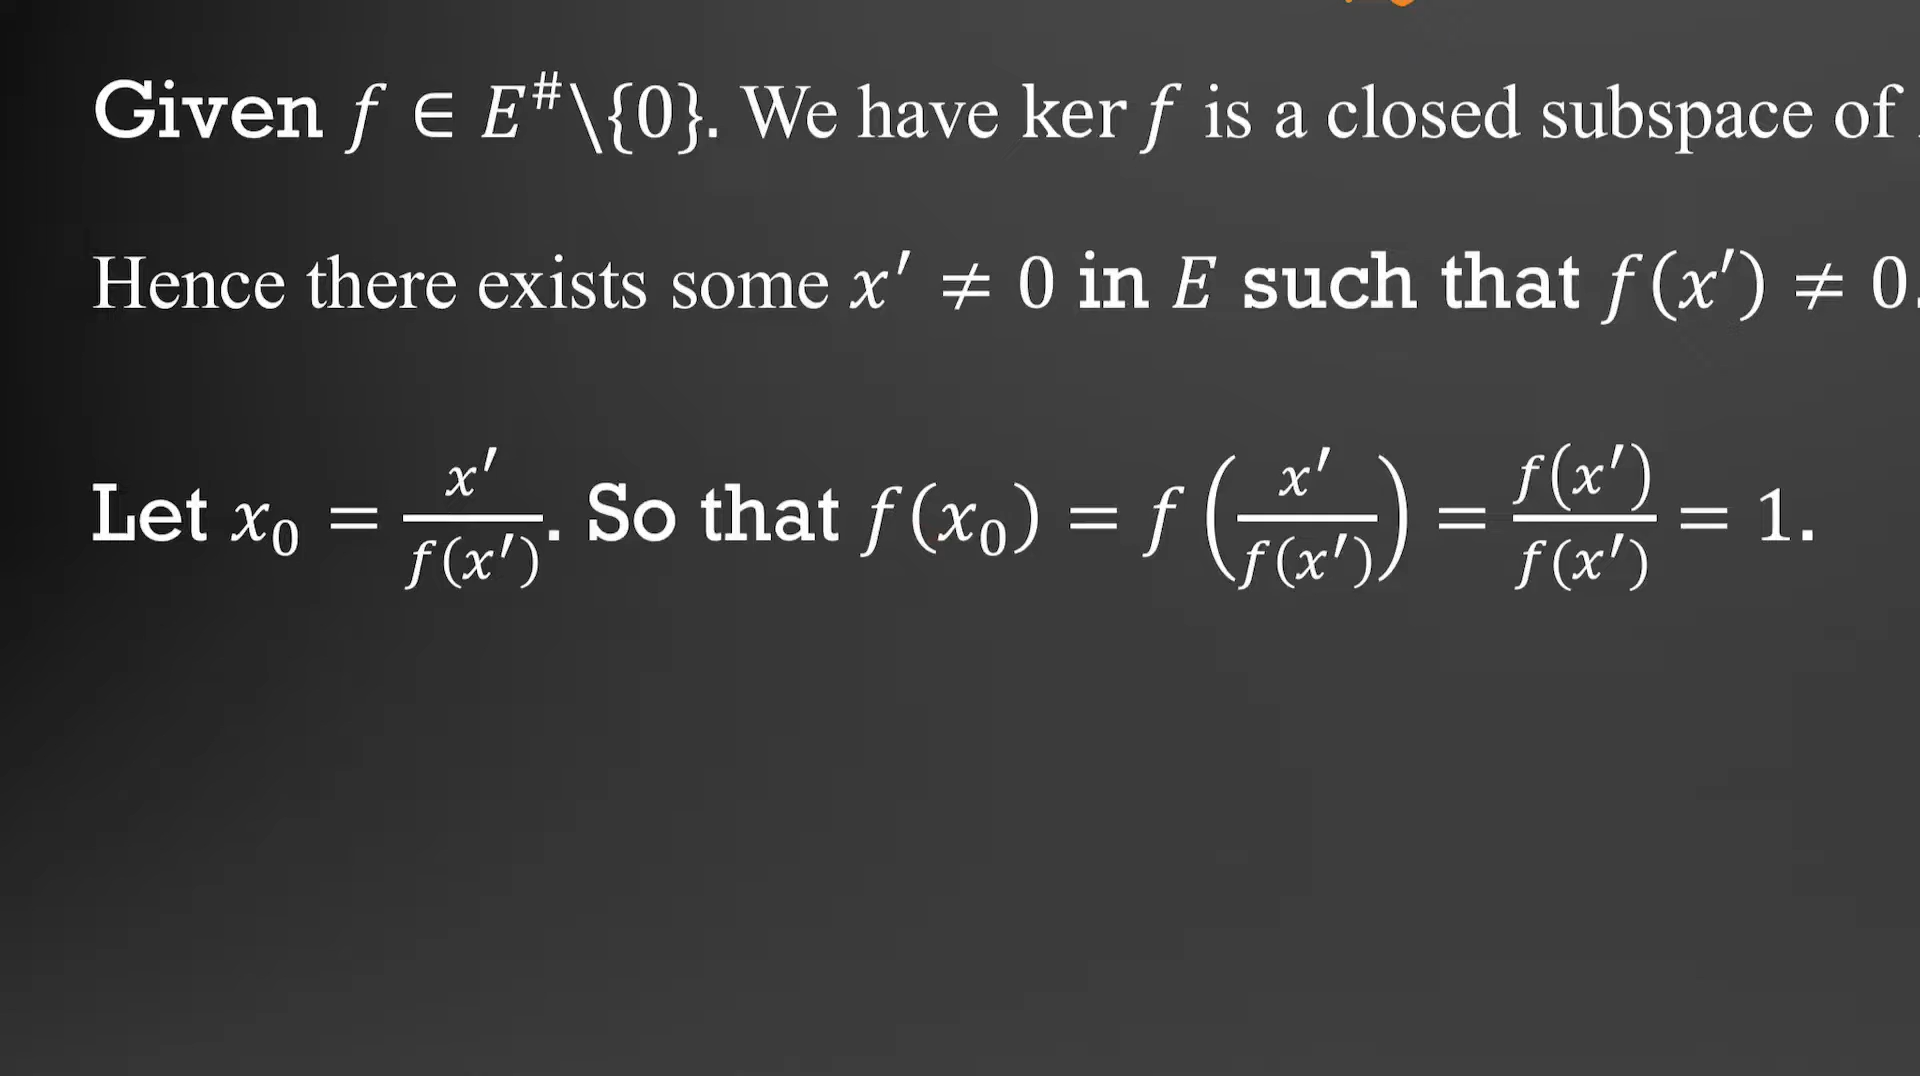 Given f ∈ E^#\{0}. We have ker f is a closed subspace of
Hence there exists some x′ ≠ 0 in E such that f(x′) ≠ 0.
Let x₀ = x′/f(x′). So that f(x₀) = f(x′/f(x′)) = f(x′)/f(x′) = 1.